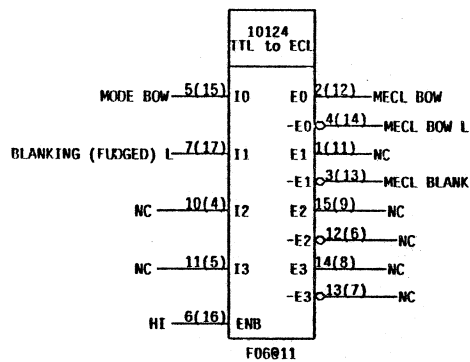 10124
TTL to ECL
MODE BOW 5(15) I0 E0 2(12) MECL BOW
-E0 4(14) MECL BOW L
BLANKING (FUDGED) L 7(17) I1 E1 1(11) NC
-E1 3(13) MECL BLANK
NC 10(4) I2 E2 15(9) NC
-E2 12(6) NC
NC 11(5) I3 E3 14(8) NC
-E3 13(7) NC
HI 6(16) ENB
F06@11